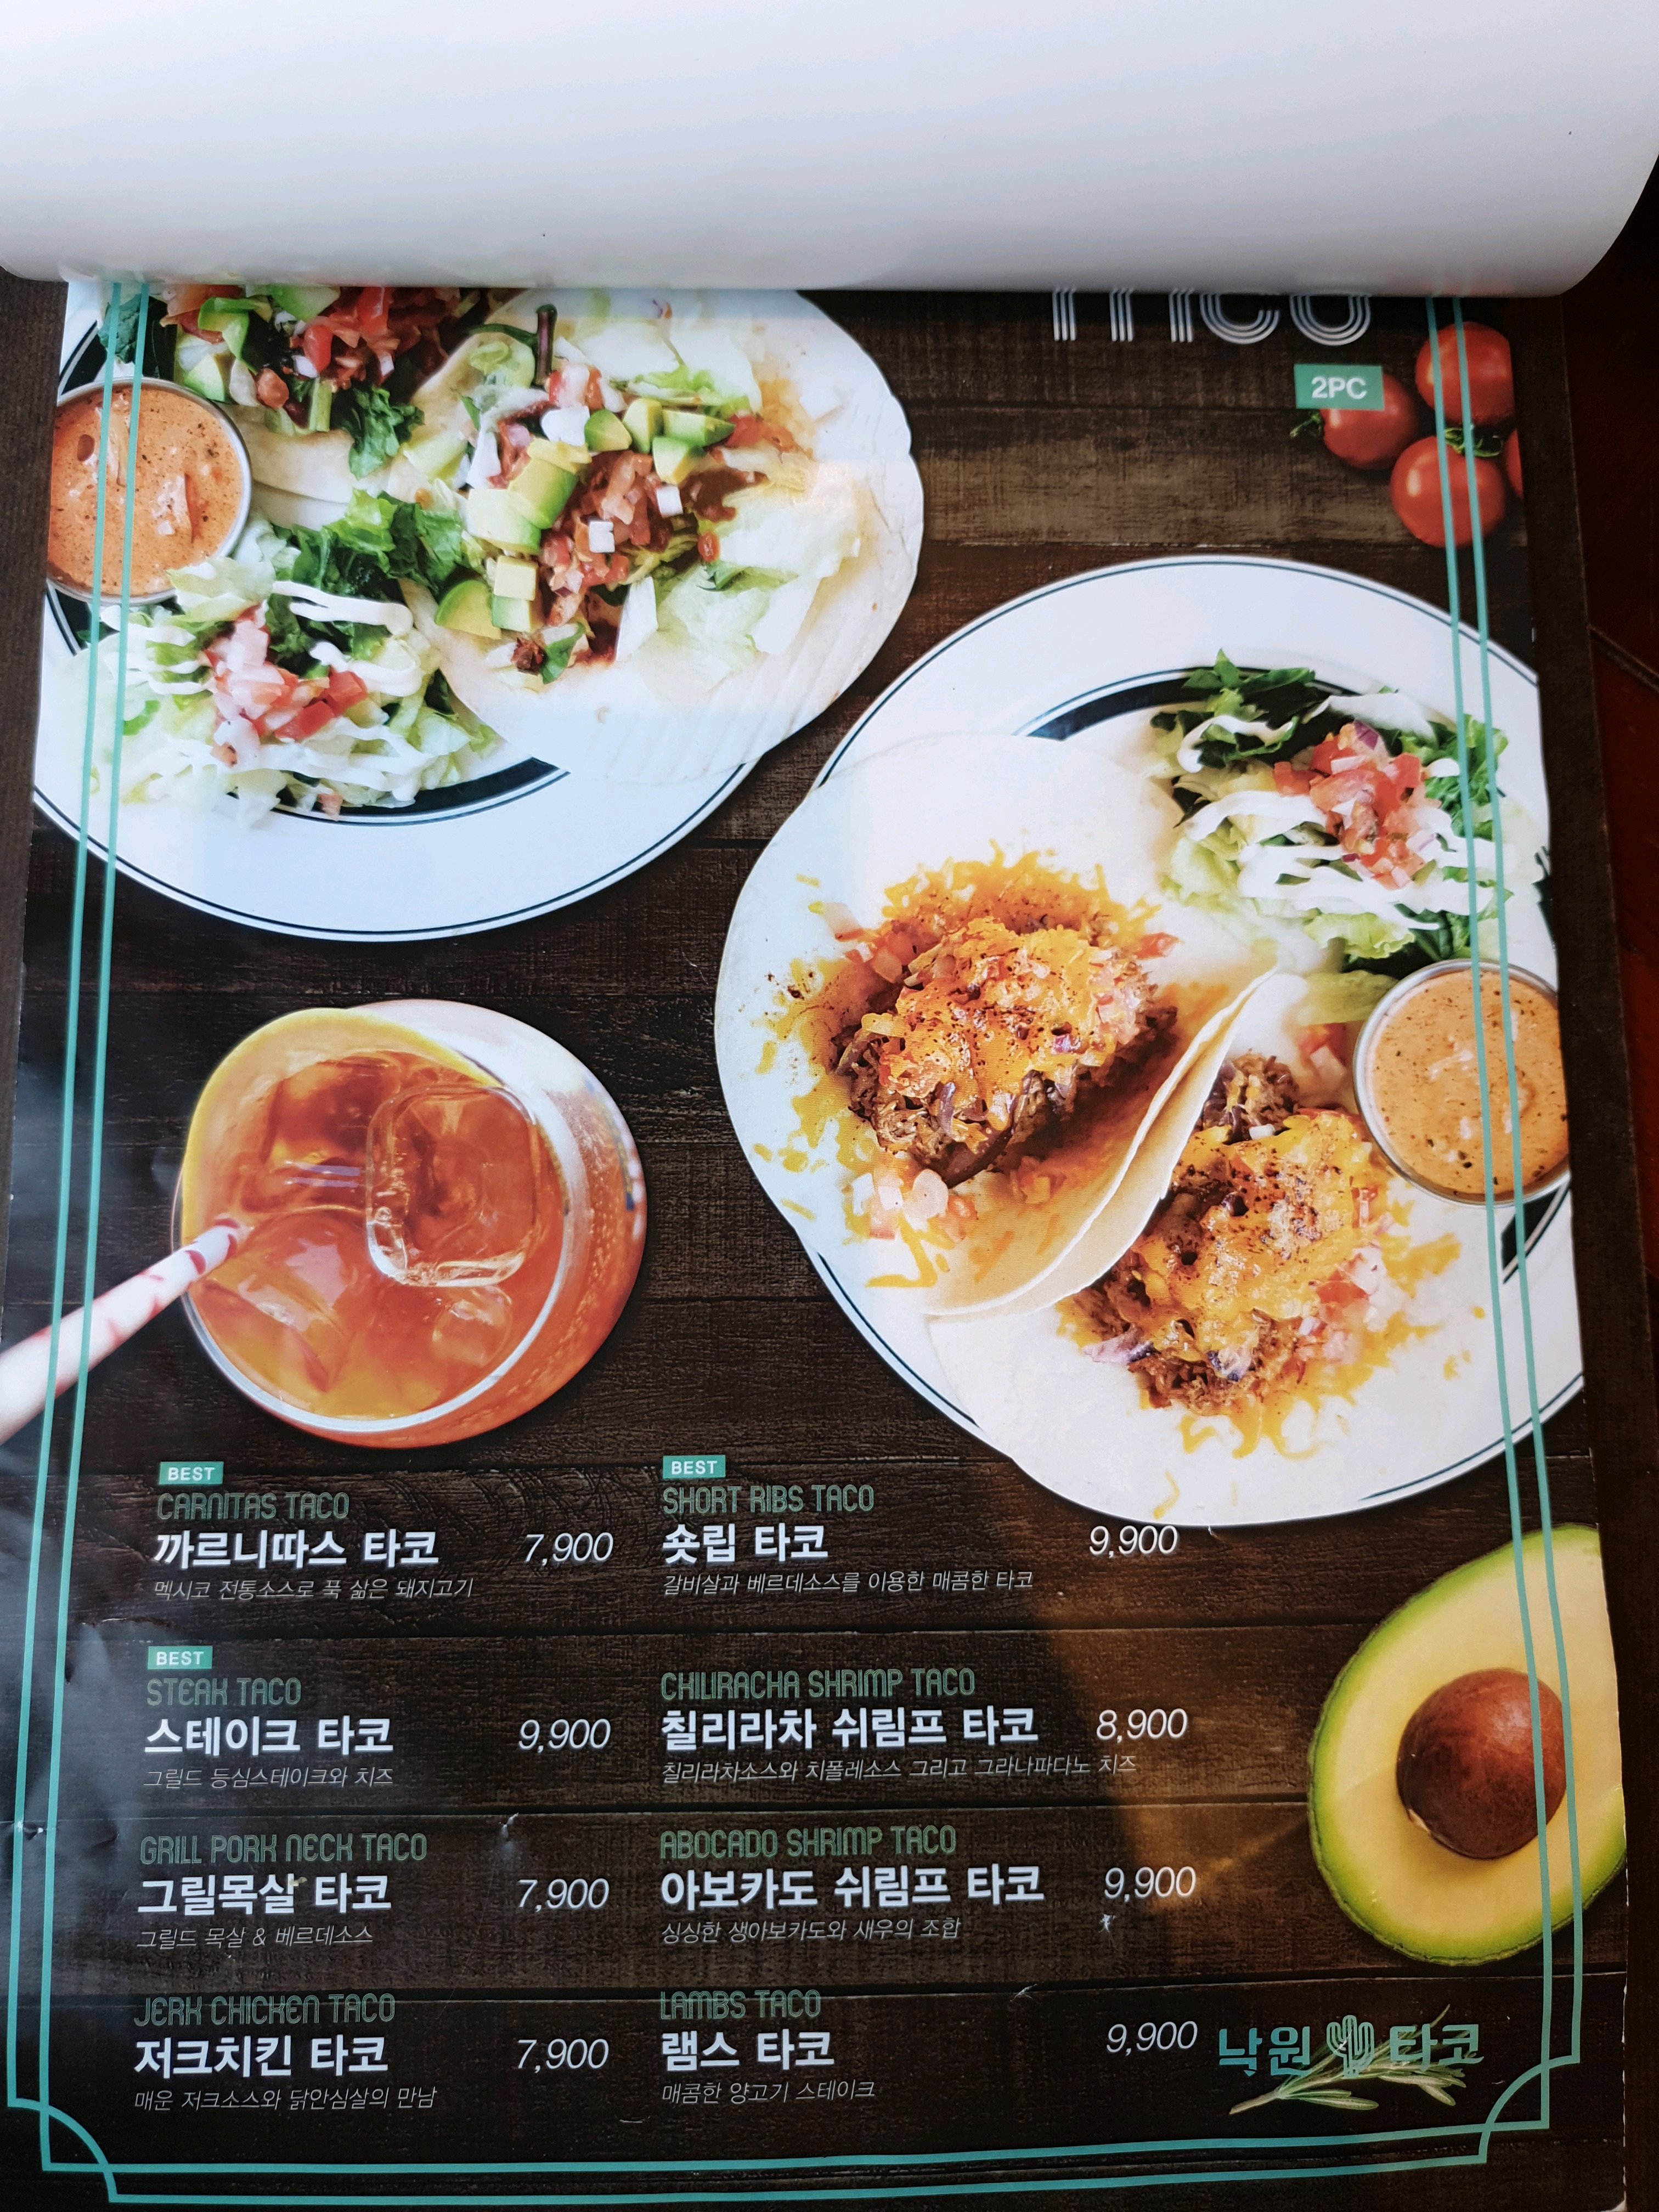 TACO
2PC
BEST
CARNITAS TACO
까르니따스 타코 7,900
멕시코 전통소스로 푹 삶은 돼지고기
BEST
SHORT RIBS TACO
숏립 타코 9,900
갈비살과 베르데소스를 이용한 매콤한 타코
BEST
STEAK TACO
스테이크 타코 9,900
그릴드 등심스테이크와 치즈
CHILIRACHA SHRIMP TACO
칠리라차 쉬림프 타코 8,900
칠리라차소스와 치폴레소스 그리고 그라나파다노 치즈
GRILL PORK NECK TACO
그릴목살 타코 7,900
그릴드 목살 & 베르데소스
ABOCADO SHRIMP TACO
아보카도 쉬림프 타코 9,900
싱싱한 생아보카도와 새우의 조합
JERK CHICKEN TACO
저크치킨 타코 7,900
매운 저크소스와 닭안심살의 만남
LAMBS TACO
램스 타코 9,900
매콤한 양고기 스테이크
낙원 타코